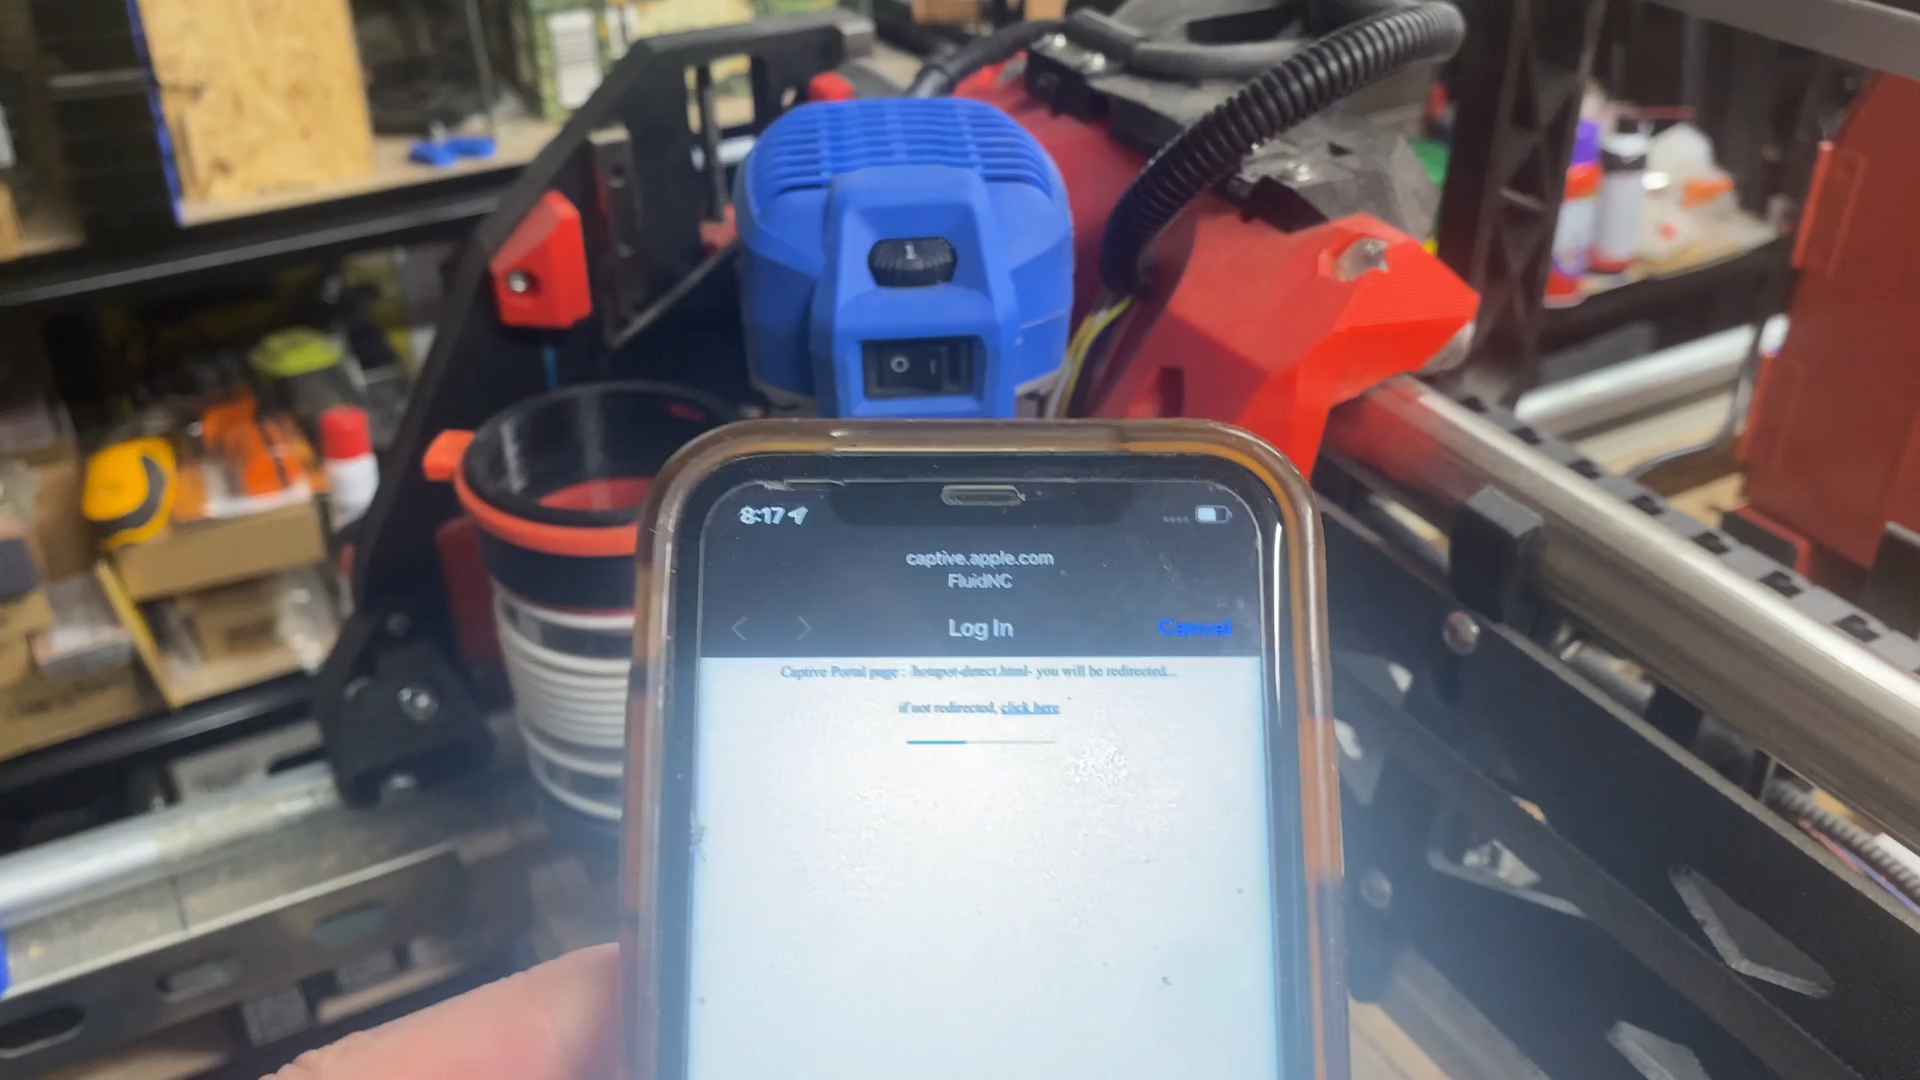 1
8:17
captive.apple.com
FluidNC
Log In
Cancel
Captive Portal page : /hotspot-detect.html- you will be redirected...
if not redirected, click here